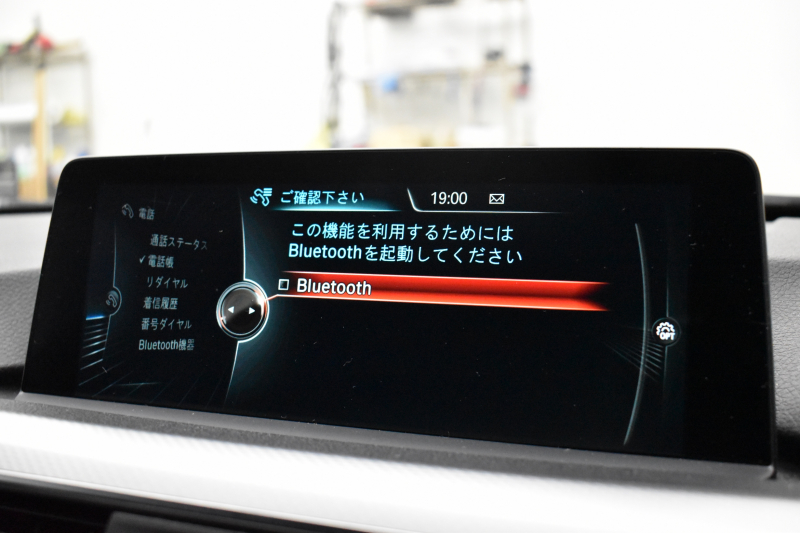 電話
通話ステータス
✓電話帳
リダイヤル
着信履歴
番号ダイヤル
Bluetooth機器
ご確認下さい
19:00
この機能を利用するためには
Bluetoothを起動してください
Bluetooth
OPT